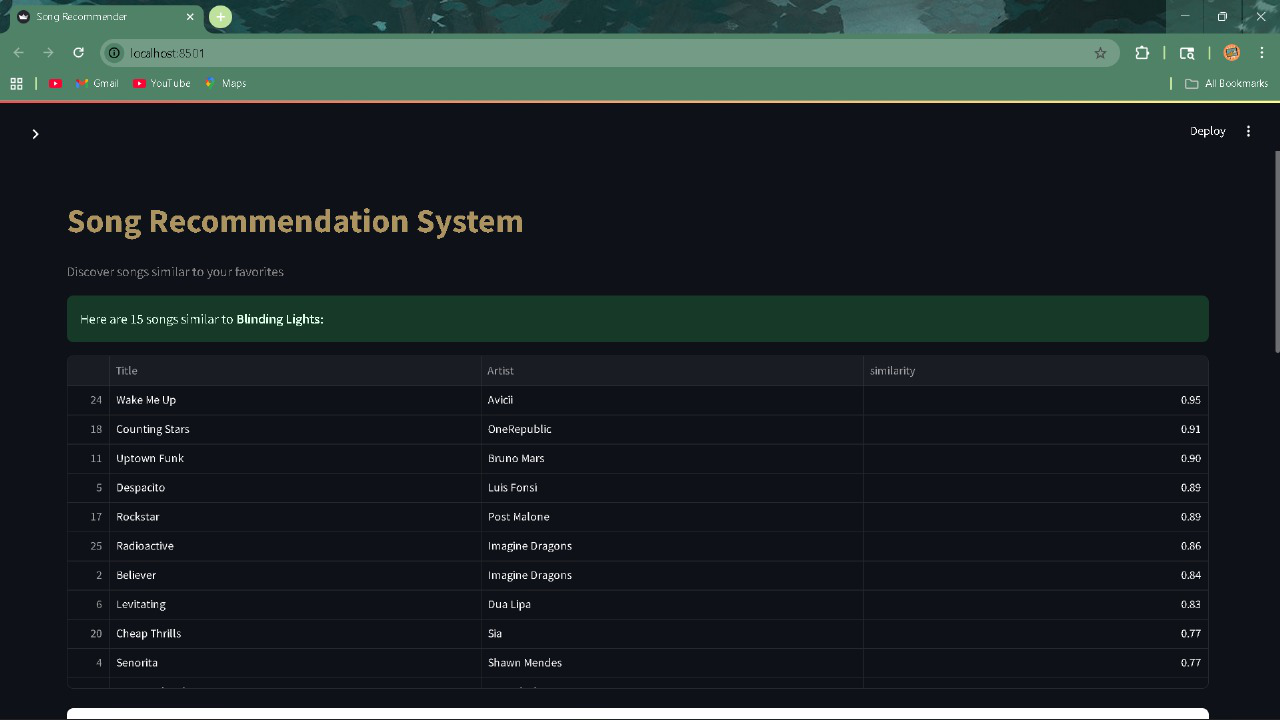 Song Recommender
localhost:8501
Gmail YouTube Maps All Bookmarks
Deploy
Song Recommendation System
Discover songs similar to your favorites
Here are 15 songs similar to Blinding Lights:
Title Artist similarity
24 Wake Me Up Avicii 0.95
18 Counting Stars OneRepublic 0.91
11 Uptown Funk Bruno Mars 0.90
5 Despacito Luis Fonsi 0.89
17 Rockstar Post Malone 0.89
25 Radioactive Imagine Dragons 0.86
2 Believer Imagine Dragons 0.84
6 Levitating Dua Lipa 0.83
20 Cheap Thrills Sia 0.77
4 Senorita Shawn Mendes 0.77